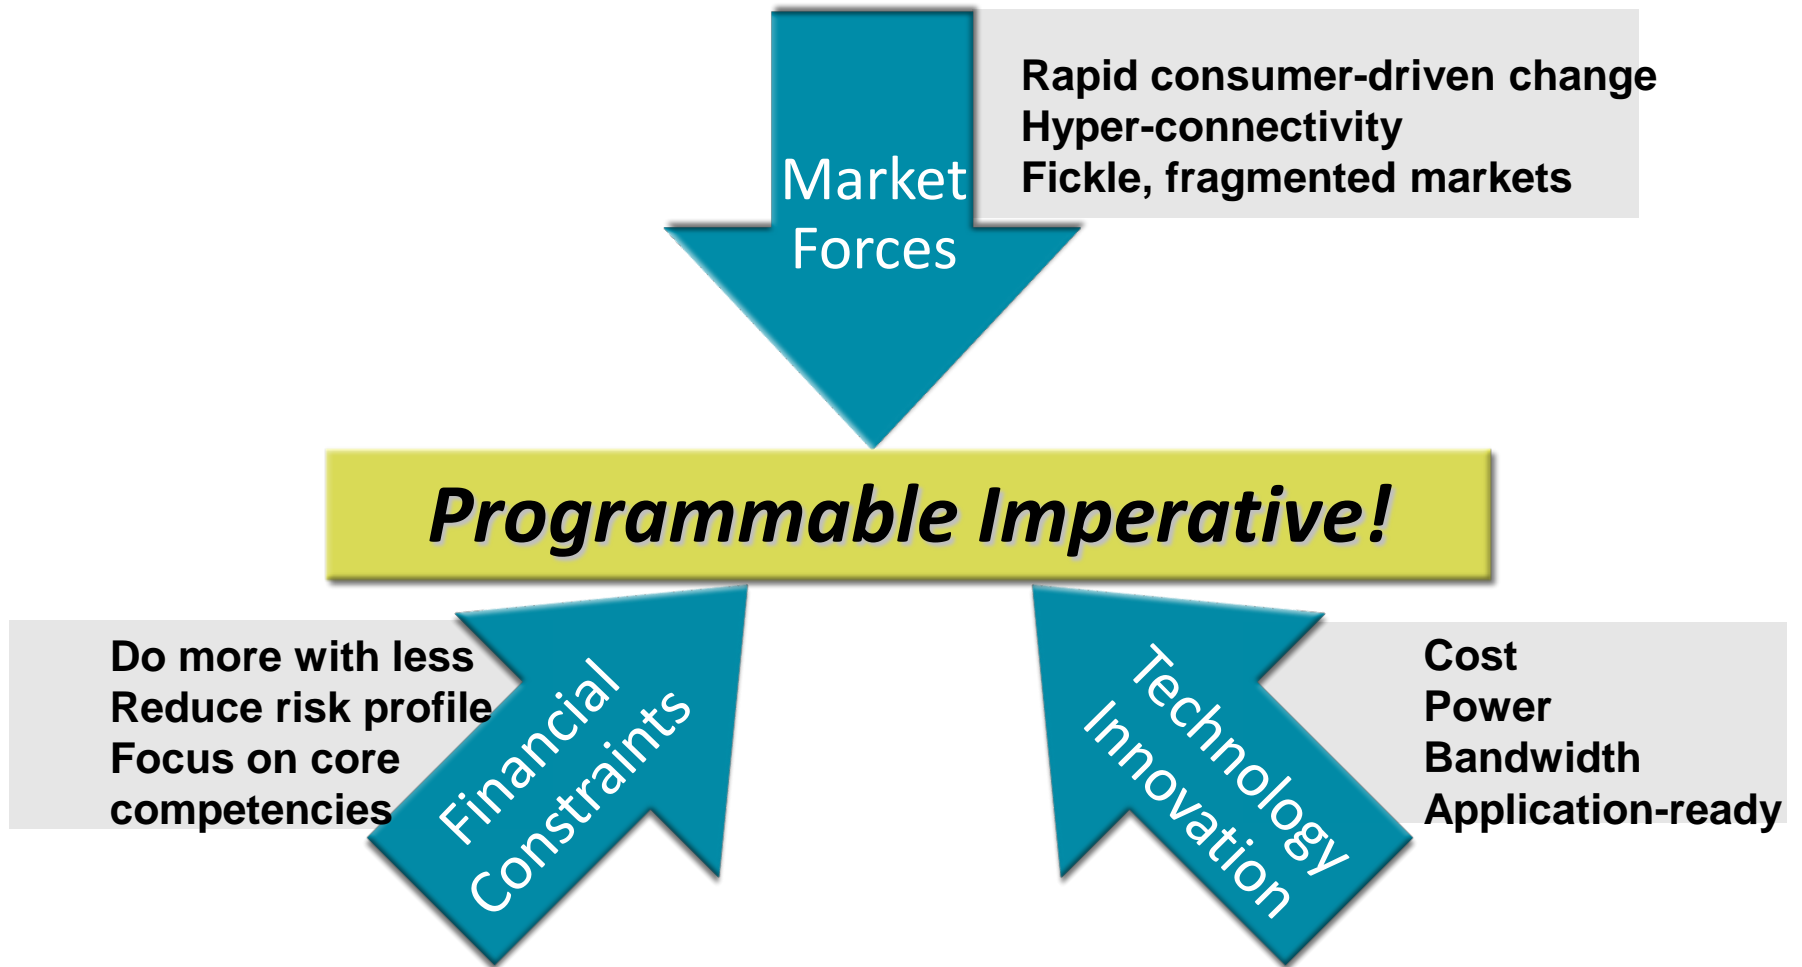 Market
Forces
Rapid consumer-driven change
Hyper-connectivity
Fickle, fragmented markets
Programmable Imperative!
Do more with less
Reduce risk profile
Focus on core
competencies
Financial
Constraints
Technology
Innovation
Cost
Power
Bandwidth
Application-ready